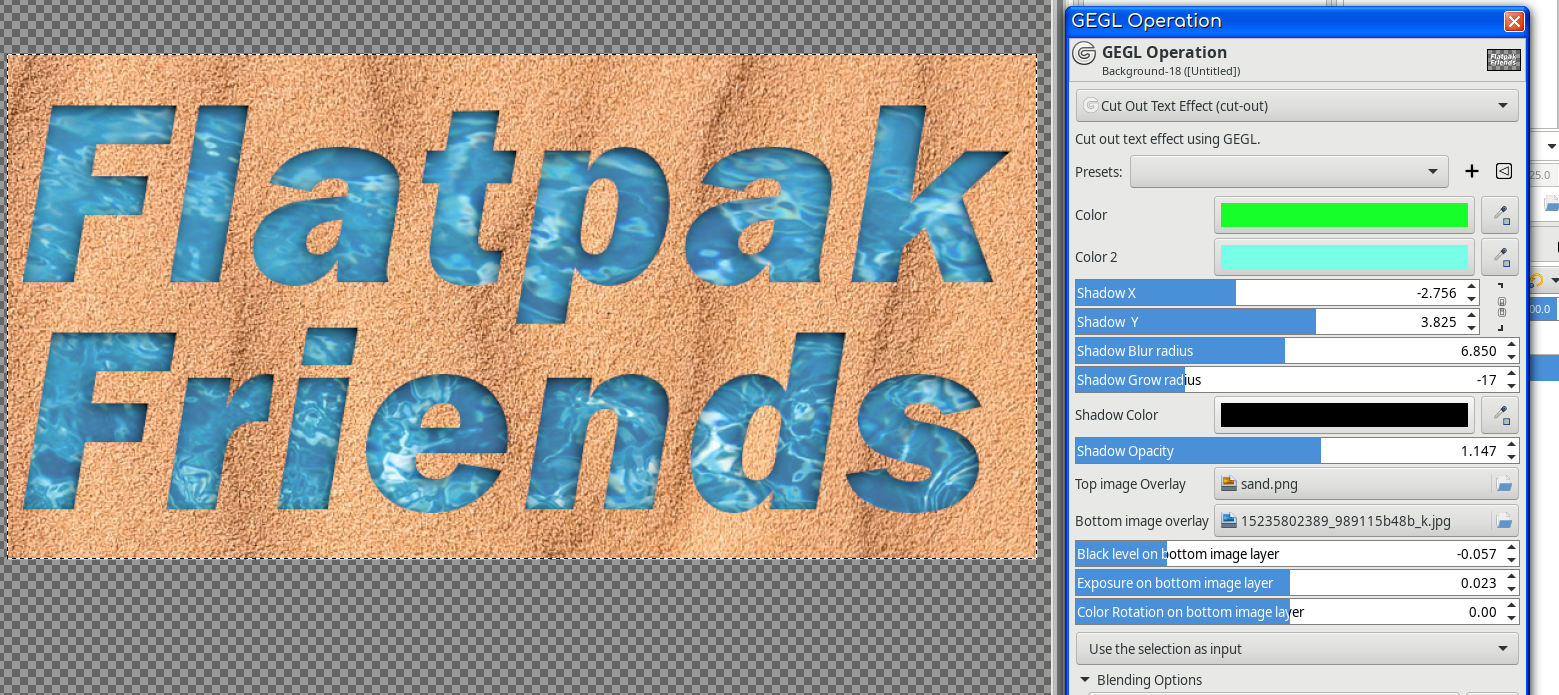 Flatpak
Friends
GEGL Operation
GEGL Operation
Background-18 ([Untitled])
Flatpak
Friends
Cut Out Text Effect (cut-out)
Cut out text effect using GEGL.
Presets:
Color
Color 2
Shadow X -2.756
Shadow Y 3.825
Shadow Blur radius 6.850
Shadow Grow radius -17
Shadow Color
Shadow Opacity 1.147
Top image Overlay sand.png
Bottom image overlay 15235802389_989115b48b_k.jpg
Black level on bottom image layer -0.057
Exposure on bottom image layer 0.023
Color Rotation on bottom image layer 0.00
Use the selection as input
Blending Options
25.0
00.0